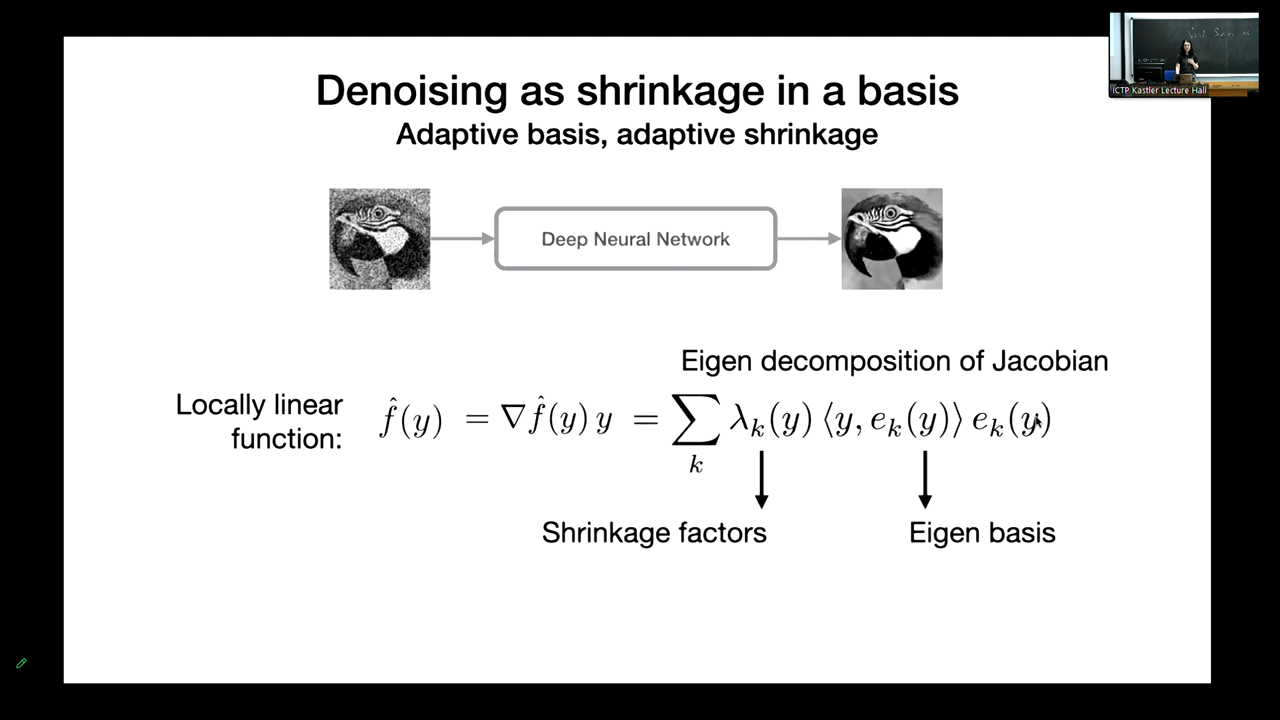 Denoising as shrinkage in a basis
Adaptive basis, adaptive shrinkage
ICTP Kastler Lecture Hall
Deep Neural Network
Eigen decomposition of Jacobian
Locally linear
function:
f̂(y) = ∇f̂(y) y = ∑ₖ λₖ(y) ⟨y, eₖ(y)⟩ eₖ(y)
Shrinkage factors
Eigen basis